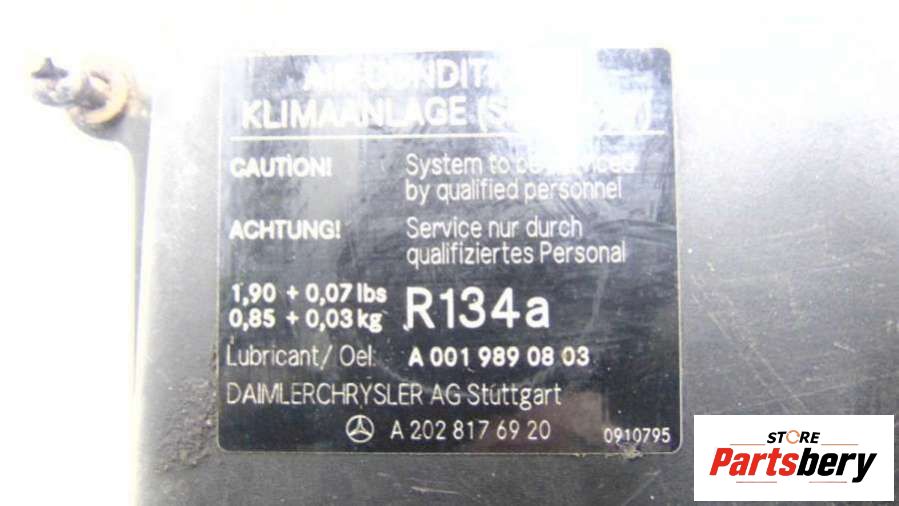 KLIMAANLAGE
CAUTION! System to be serviced
by qualified personnel
ACHTUNG! Service nur durch
qualifiziertes Personal
1,90 + 0,07 lbs
0,85 + 0,03 kg R134a
Lubricant/Oel: A 001 989 08 03
DAIMLERCHRYSLER AG Stuttgart
A 202 817 69 20 0910795
STORE
Partsbery